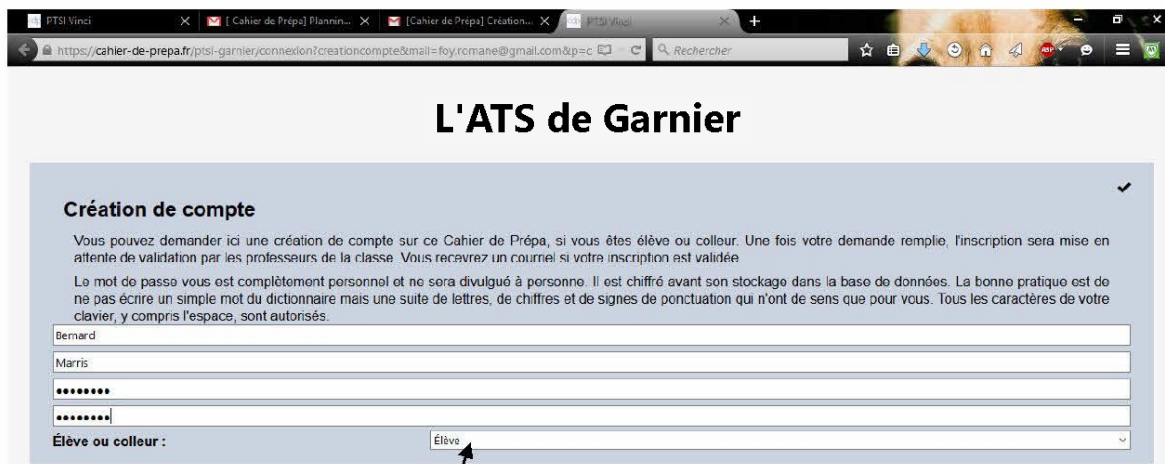 PTSI Vinci
[ Cahier de Prépa] Plannin...
[Cahier de Prépa] Création...
PTSI Vinci
https://cahier-de-prepa.fr/ptsi-garnier/connexion?creationcompte&mail=foy.romane@gmail.com&p=c
Rechercher
ABP
L'ATS de Garnier
Création de compte
Vous pouvez demander ici une création de compte sur ce Cahier de Prépa, si vous êtes élève ou colleur. Une fois votre demande remplie, l'inscription sera mise en
attente de validation par les professeurs de la classe. Vous recevrez un courriel si votre inscription est validée
Le mot de passe vous est complètement personnel et ne sera divulgué à personne. Il est chiffré avant son stockage dans la base de données. La bonne pratique est de
ne pas écrire un simple mot du dictionnaire mais une suite de lettres, de chiffres et de signes de ponctuation qui n'ont de sens que pour vous. Tous les caractères de votre
clavier, y compris l'espace, sont autorisés.
Bernard
Marris
••••••••
••••••••
Élève ou colleur :
Élève